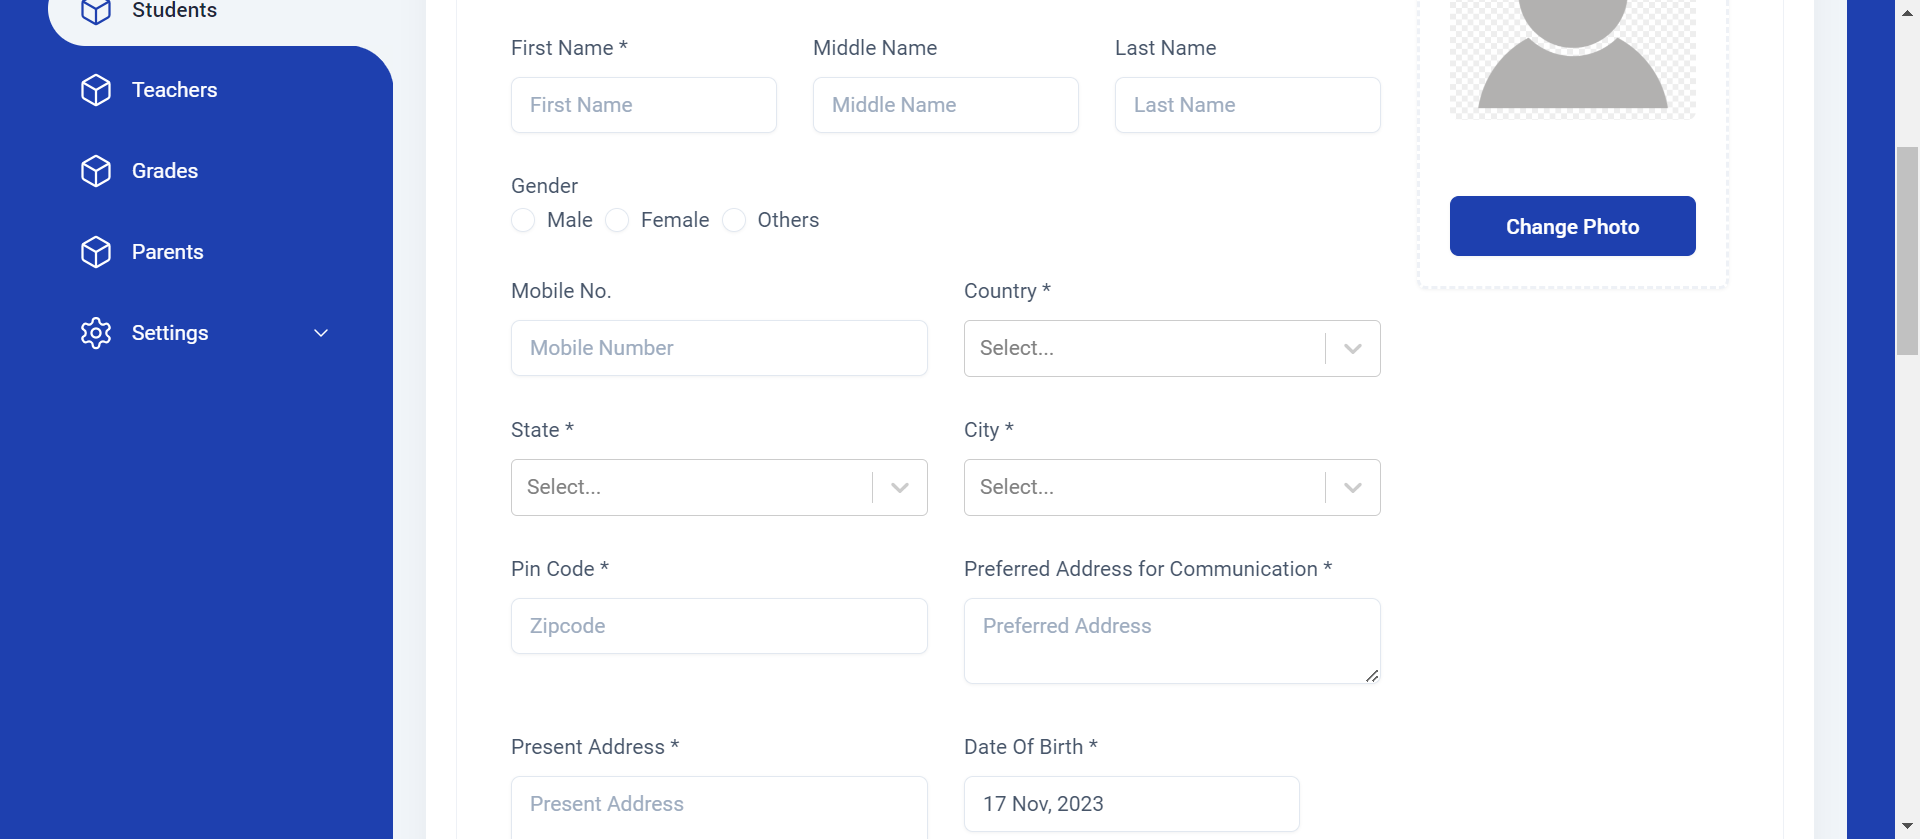 Students
Teachers
Grades
Parents
Settings
First Name *
Middle Name
Last Name
First Name
Middle Name
Last Name
Gender
Male
Female
Others
Change Photo
Mobile No.
Country *
Mobile Number
Select...
State *
City *
Select...
Select...
Pin Code *
Preferred Address for Communication *
Zipcode
Preferred Address
Present Address *
Date Of Birth *
Present Address
17 Nov, 2023